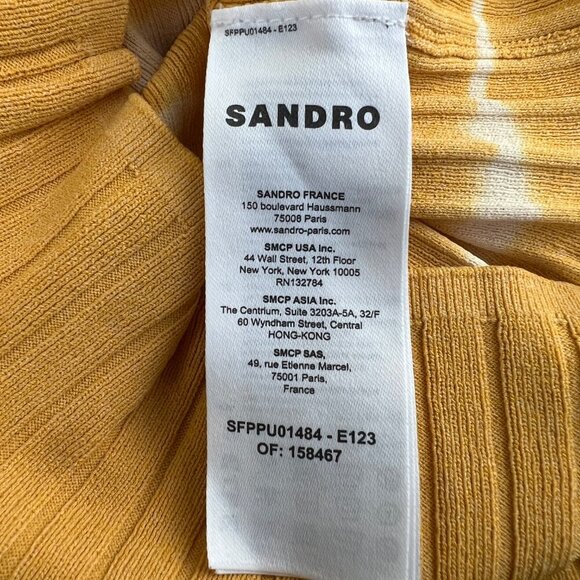 SFPPU01484 - E123
SANDRO
SANDRO FRANCE
150 boulevard Haussmann
75008 Paris
www.sandro-paris.com
SMCP USA Inc.
44 Wall Street, 12th Floor
New York, New York 10005
RN132784
SMCP ASIA Inc.
The Centrium, Suite 3203A-5A, 32/F
60 Wyndham Street, Central
HONG-KONG
SMCP SAS,
49, rue Etienne Marcel,
75001 Paris,
France
SFPPU01484 - E123
OF: 158467